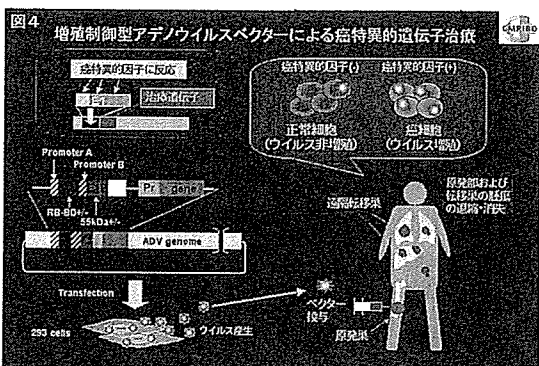 図4
増殖制御型アデノウイルスベクターによる癌特異的遺伝子治療
癌特異的因子に反応
治療遺伝子
癌特異的因子(-)
癌特異的因子(+)
正常細胞
(ウイルス非増殖)
癌細胞
(ウイルス増殖)
Promoter A
Promoter B
Pr
gene
RB-BD+/-
55kDa+/-
ADV genome
Transfection
293 cells
ウイルス産生
ベクター
投与
遠隔転移巣
原発部および
転移巣の腫瘍
の退縮・消失
原発巣